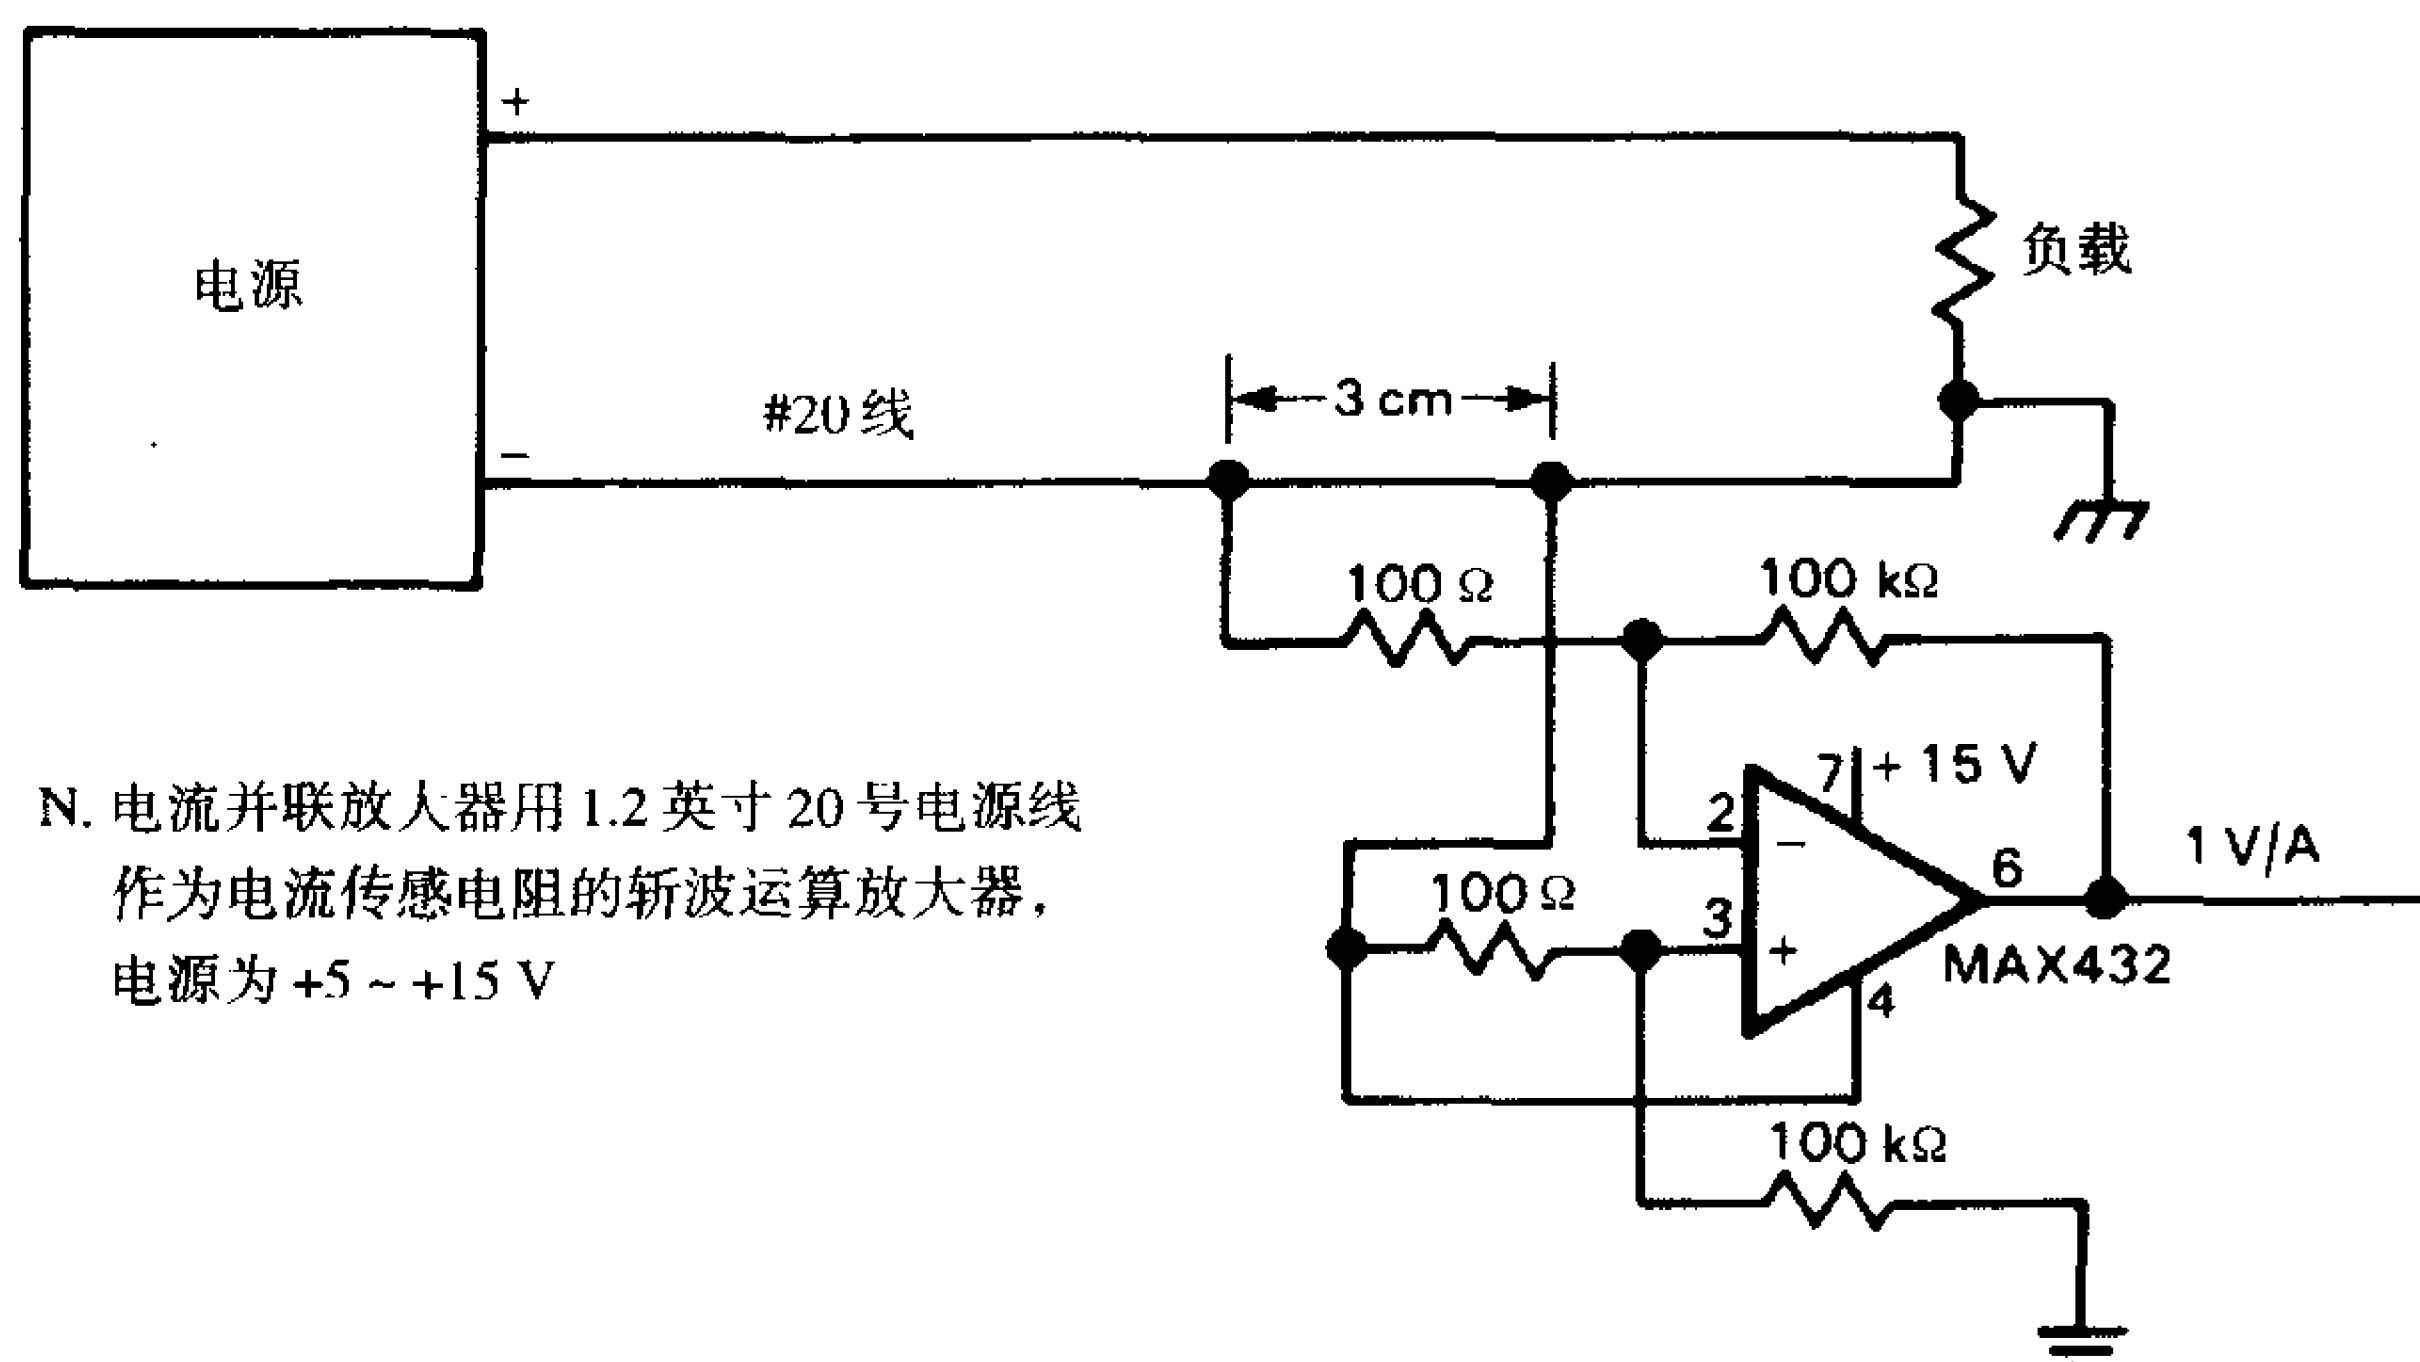 +
电源
负载
#20 线
3 cm
−
100 Ω
100 kΩ
N. 电流并联放大器用 1.2 英寸 20 号电源线
作为电流传感电阻的斩波运算放大器,
电源为 +5 ~ +15 V
7
+ 15 V
2
−
1 V/A
6
100 Ω
3
+
MAX432
4
100 kΩ